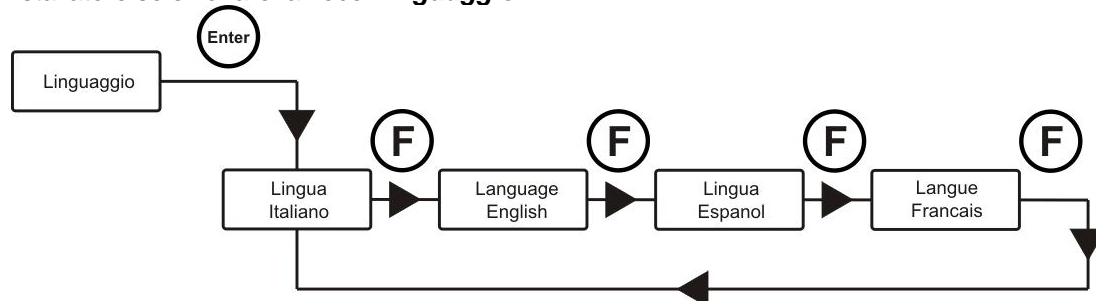 Enter
Linguaggio
F
F
F
F
Lingua
Italiano
Language
English
Lingua
Espanol
Langue
Francais